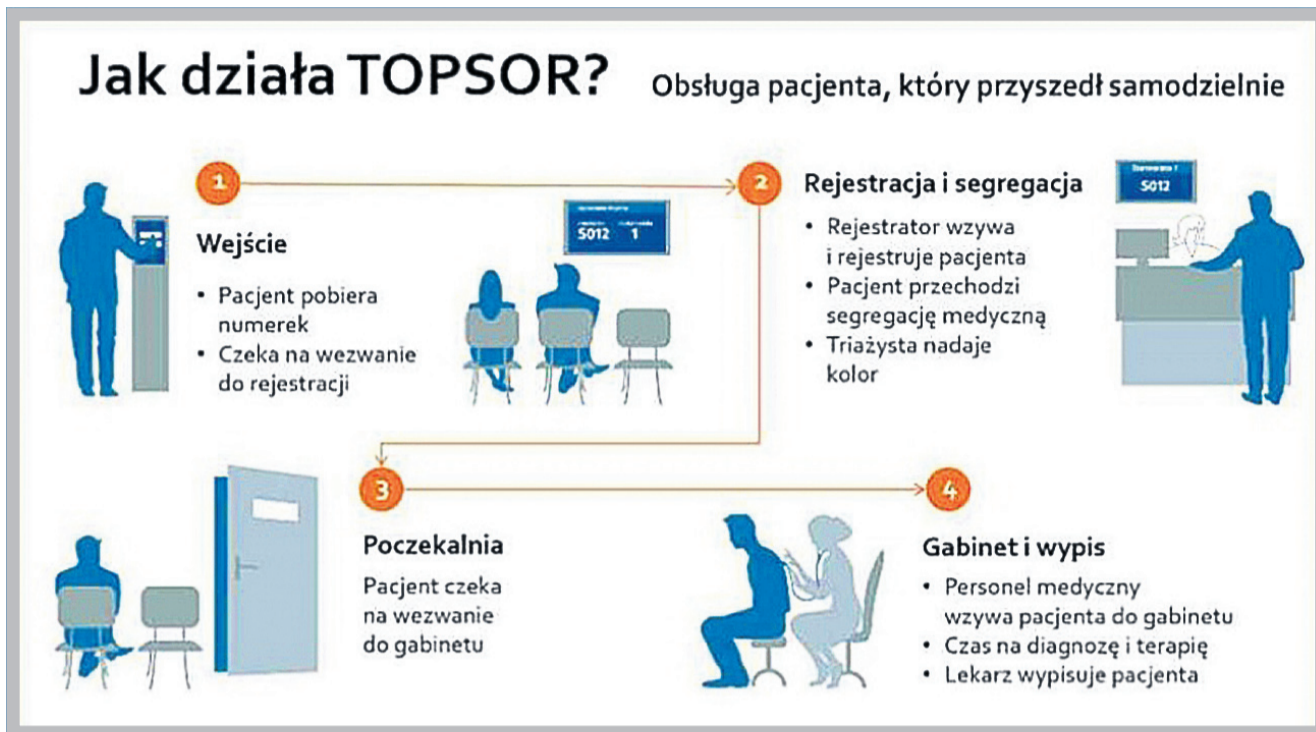 Jak działa TOPSOR?
Obsługa pacjenta, który przyszedł samodzielnie
1
Wejście
• Pacjent pobiera
numerek
• Czeka na wezwanie
do rejestracji
S012 1
2
Rejestracja i segregacja
• Rejestrator wzywa
i rejestruje pacjenta
• Pacjent przechodzi
segregację medyczną
• Triażysta nadaje
kolor
S012
3
Poczekalnia
Pacjent czeka
na wezwanie
do gabinetu
4
Gabinet i wypis
• Personel medyczny
wzywa pacjenta do gabinetu
• Czas na diagnozę i terapię
• Lekarz wypisuje pacjenta